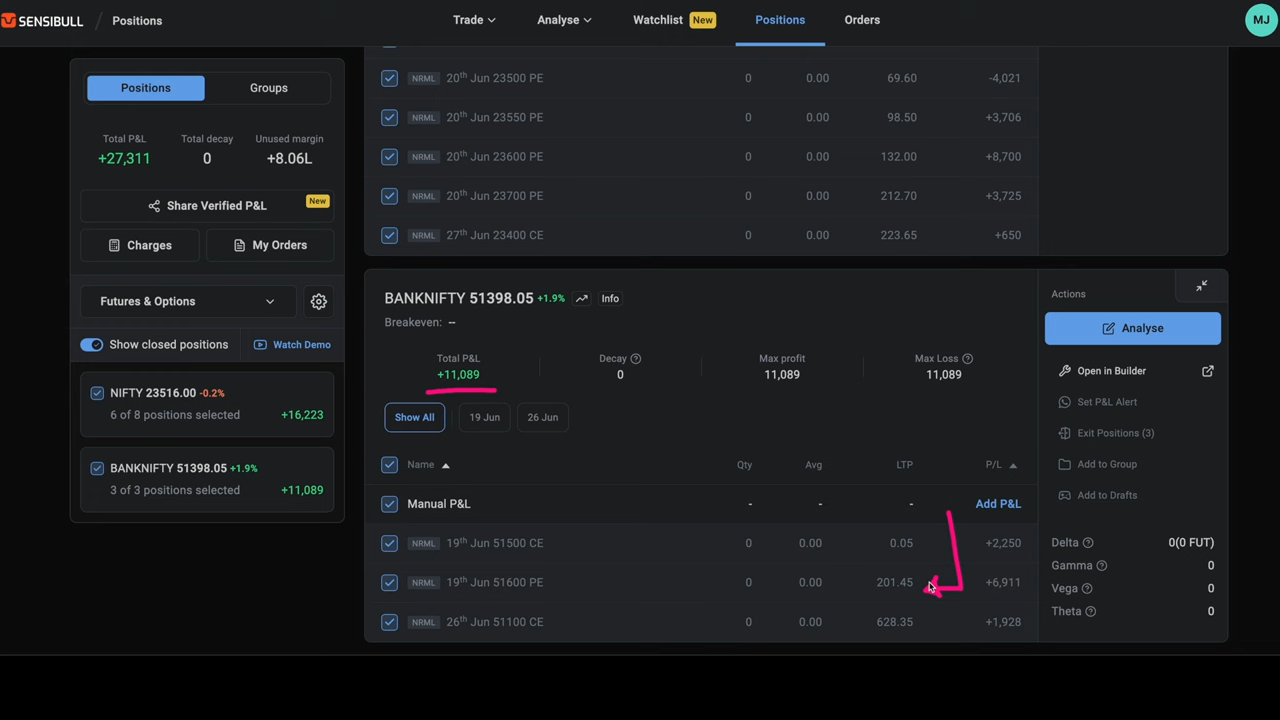 SENSIBULL / Positions
Trade Analyse Watchlist New Positions Orders MJ
Positions Groups
Total P&L Total decay Unused margin
+27,311 0 +8.06L
Share Verified P&L New
Charges My Orders
Futures & Options
Show closed positions Watch Demo
NIFTY 23516.00 -0.2%
6 of 8 positions selected +16,223
BANKNIFTY 51398.05 +1.9%
3 of 3 positions selected +11,089
NRML 20th Jun 23500 PE 0 0.00 69.60 -4,021
NRML 20th Jun 23550 PE 0 0.00 98.50 +3,706
NRML 20th Jun 23600 PE 0 0.00 132.00 +8,700
NRML 20th Jun 23700 PE 0 0.00 212.70 +3,725
NRML 27th Jun 23400 CE 0 0.00 223.65 +650
BANKNIFTY 51398.05 +1.9% Info
Breakeven: --
Total P&L Decay Max profit Max Loss
+11,089 0 11,089 11,089
Show All 19 Jun 26 Jun
Name Qty Avg LTP P/L
Manual P&L - - - Add P&L
NRML 19th Jun 51500 CE 0 0.00 0.05 +2,250
NRML 19th Jun 51600 PE 0 0.00 201.45 +6,911
NRML 26th Jun 51100 CE 0 0.00 628.35 +1,928
Actions
Analyse
Open in Builder
Set P&L Alert
Exit Positions (3)
Add to Group
Add to Drafts
Delta 0(0 FUT)
Gamma 0
Vega 0
Theta 0